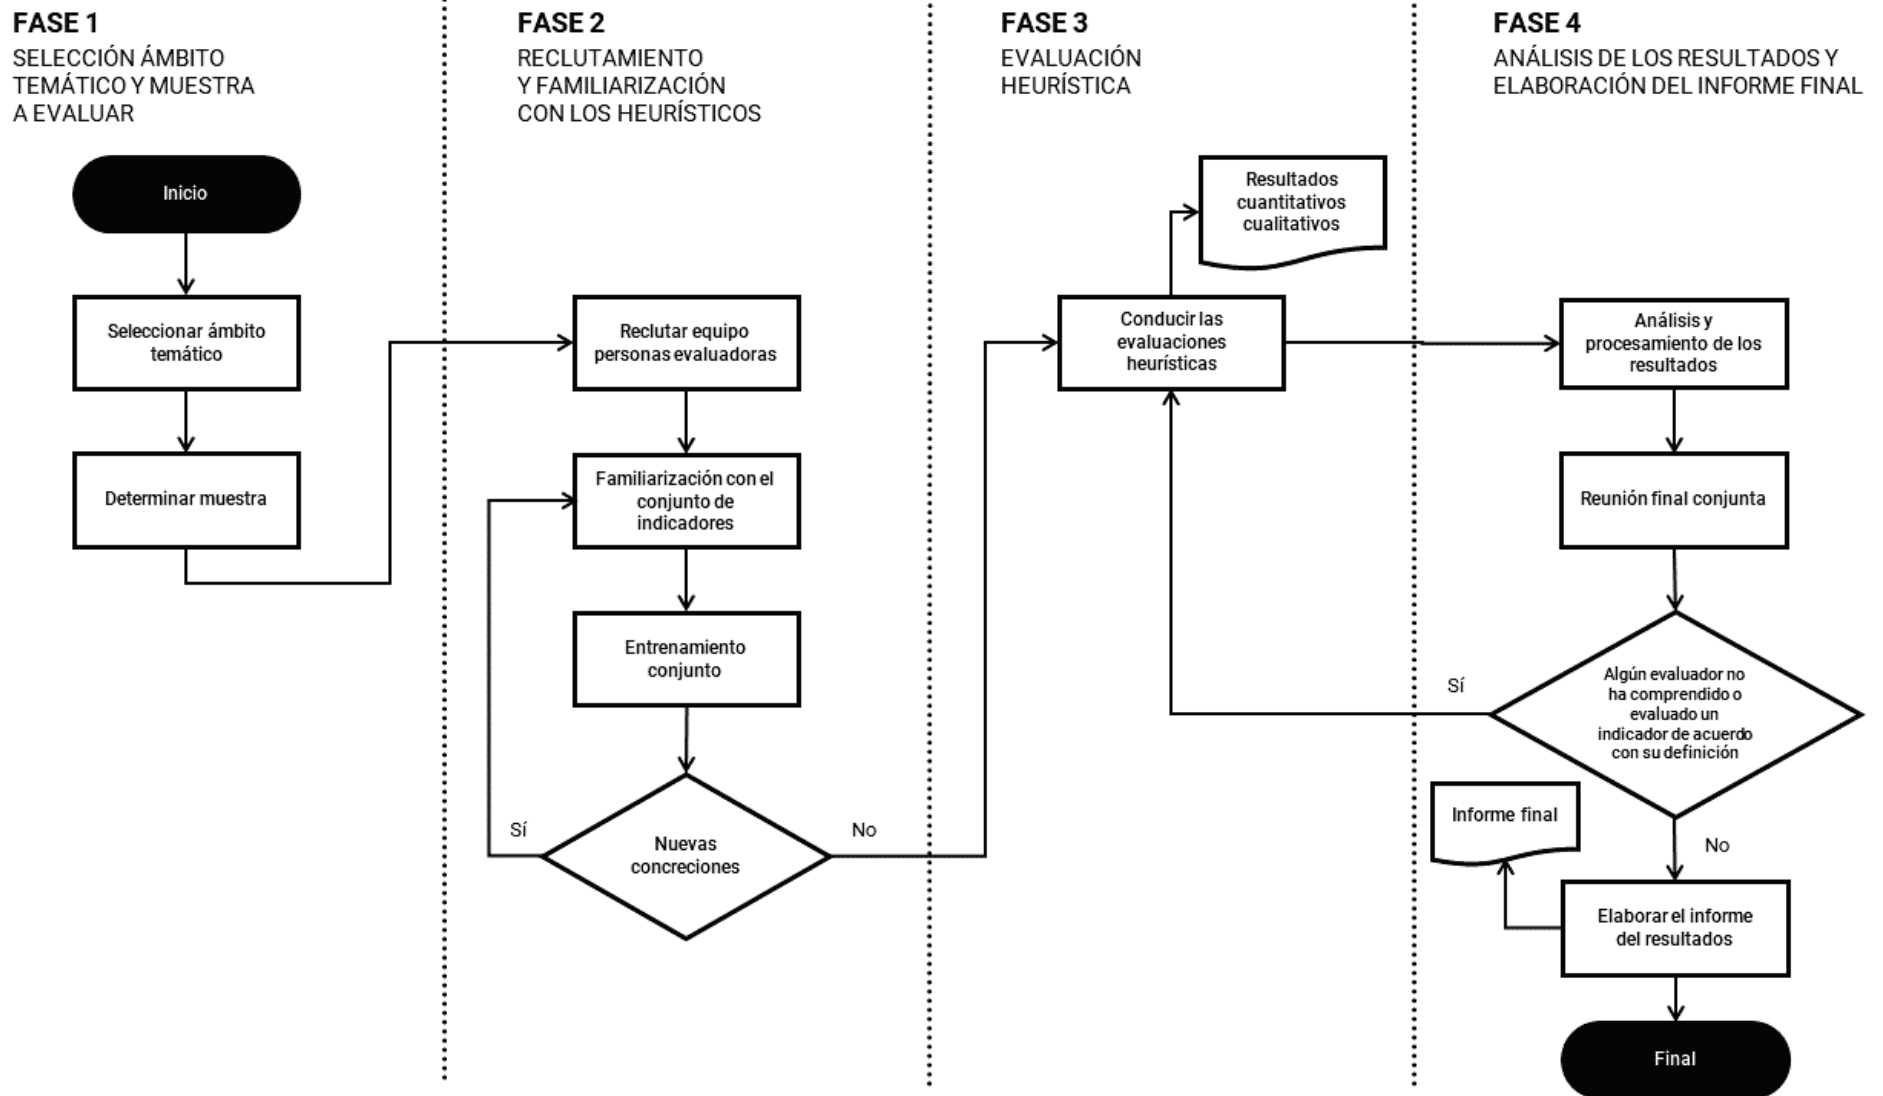 FASE 1
SELECCIÓN ÁMBITO
TEMÁTICO Y MUESTRA
A EVALUAR
Inicio
Seleccionar ámbito
temático
Determinar muestra
FASE 2
RECLUTAMIENTO
Y FAMILIARIZACIÓN
CON LOS HEURÍSTICOS
Reclutar equipo
personas evaluadoras
Familiarización con el
conjunto de
indicadores
Entrenamiento
conjunto
Nuevas
concreciones
Sí
No
FASE 3
EVALUACIÓN
HEURÍSTICA
Resultados
cuantitativos
cualitativos
Conducir las
evaluaciones
heurísticas
FASE 4
ANÁLISIS DE LOS RESULTADOS Y
ELABORACIÓN DEL INFORME FINAL
Análisis y
procesamiento de los
resultados
Reunión final conjunta
Algún evaluador no
ha comprendido o
evaluado un
indicador de acuerdo
con su definición
Sí
No
Informe final
Elaborar el informe
del resultados
Final